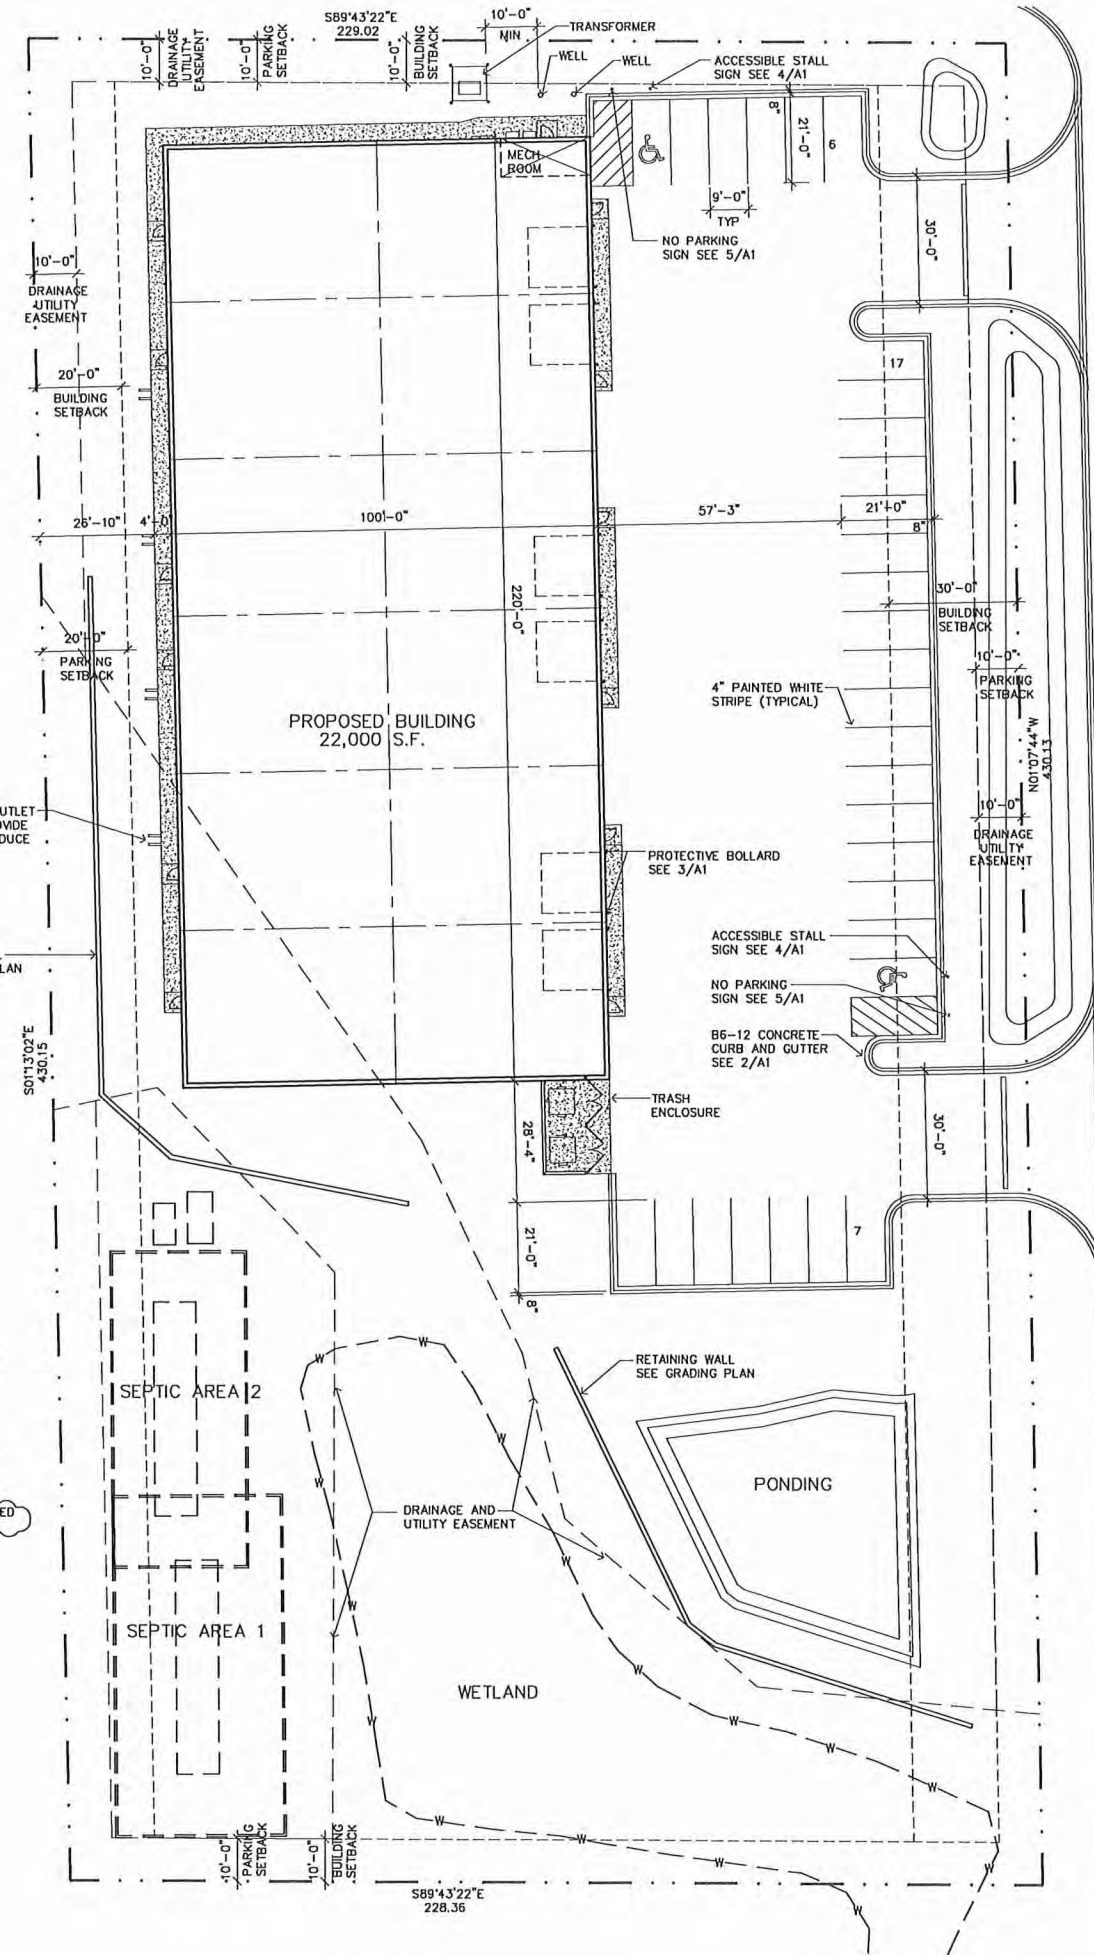 S89°43'22"E
229.02
10'-0"
MIN
TRANSFORMER
WELL
WELL
ACCESSIBLE STALL
SIGN SEE 4/A1
10'-0"
DRAINAGE
UTILITY
EASEMENT
10'-0"
PARKING
SETBACK
10'-0"
BUILDING
SETBACK
8"
21'-0"
6
MECH
ROOM
9'-0"
TYP
NO PARKING
SIGN SEE 5/A1
30'-0"
10'-0"
DRAINAGE
UTILITY
EASEMENT
17
20'-0"
BUILDING
SETBACK
26'-10"
4'-0
100'-0"
57'-3"
21'-0"
8"
220'-0"
30'-0"
BUILDING
SETBACK
20'-0"
PARKING
SETBACK
10'-0"
PARKING
SETBACK
4" PAINTED WHITE
STRIPE (TYPICAL)
PROPOSED BUILDING
22,000 S.F.
N01°07'44"W
430.13
UTLET
OVIDE
DUCE
10'-0"
DRAINAGE
UTILITY
EASEMENT
PROTECTIVE BOLLARD
SEE 3/A1
ACCESSIBLE STALL
SIGN SEE 4/A1
LAN
NO PARKING
SIGN SEE 5/A1
B6-12 CONCRETE
CURB AND GUTTER
SEE 2/A1
S01°13'02"E
430.15
TRASH
ENCLOSURE
28'-4"
30'-0"
21'-0"
7
8"
RETAINING WALL
SEE GRADING PLAN
W
W
SEPTIC AREA 2
W
W
PONDING
ED
DRAINAGE AND
UTILITY EASEMENT
W
W
SEPTIC AREA 1
W
WETLAND
W
W
W
W
W
W
W
W
W
10'-0"
PARKING
SETBACK
10'-0"
BUILDING
SETBACK
S89°43'22"E
228.36